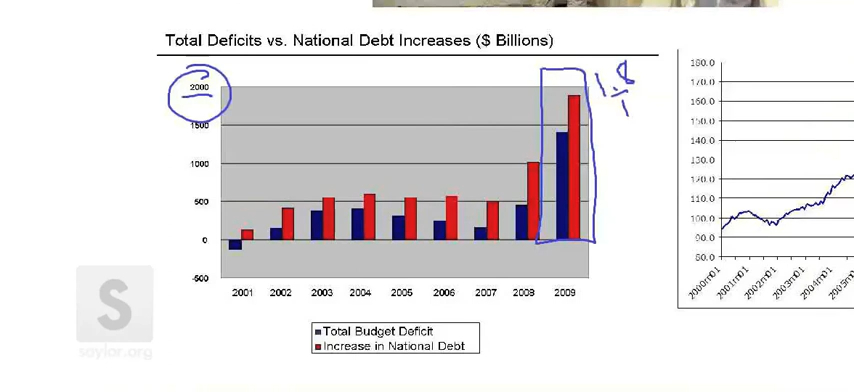 Total Deficits vs. National Debt Increases ($ Billions)
2000
1500
1000
500
0
-500
2001 2002 2003 2004 2005 2006 2007 2008 2009
Total Budget Deficit
Increase in National Debt
1.8
180.0
170.0
160.0
150.0
140.0
130.0
120.0
110.0
100.0
90.0
80.0
2000m01 2001m01 2002m01 2003m01 2004m01 2005m
S
saylor.org